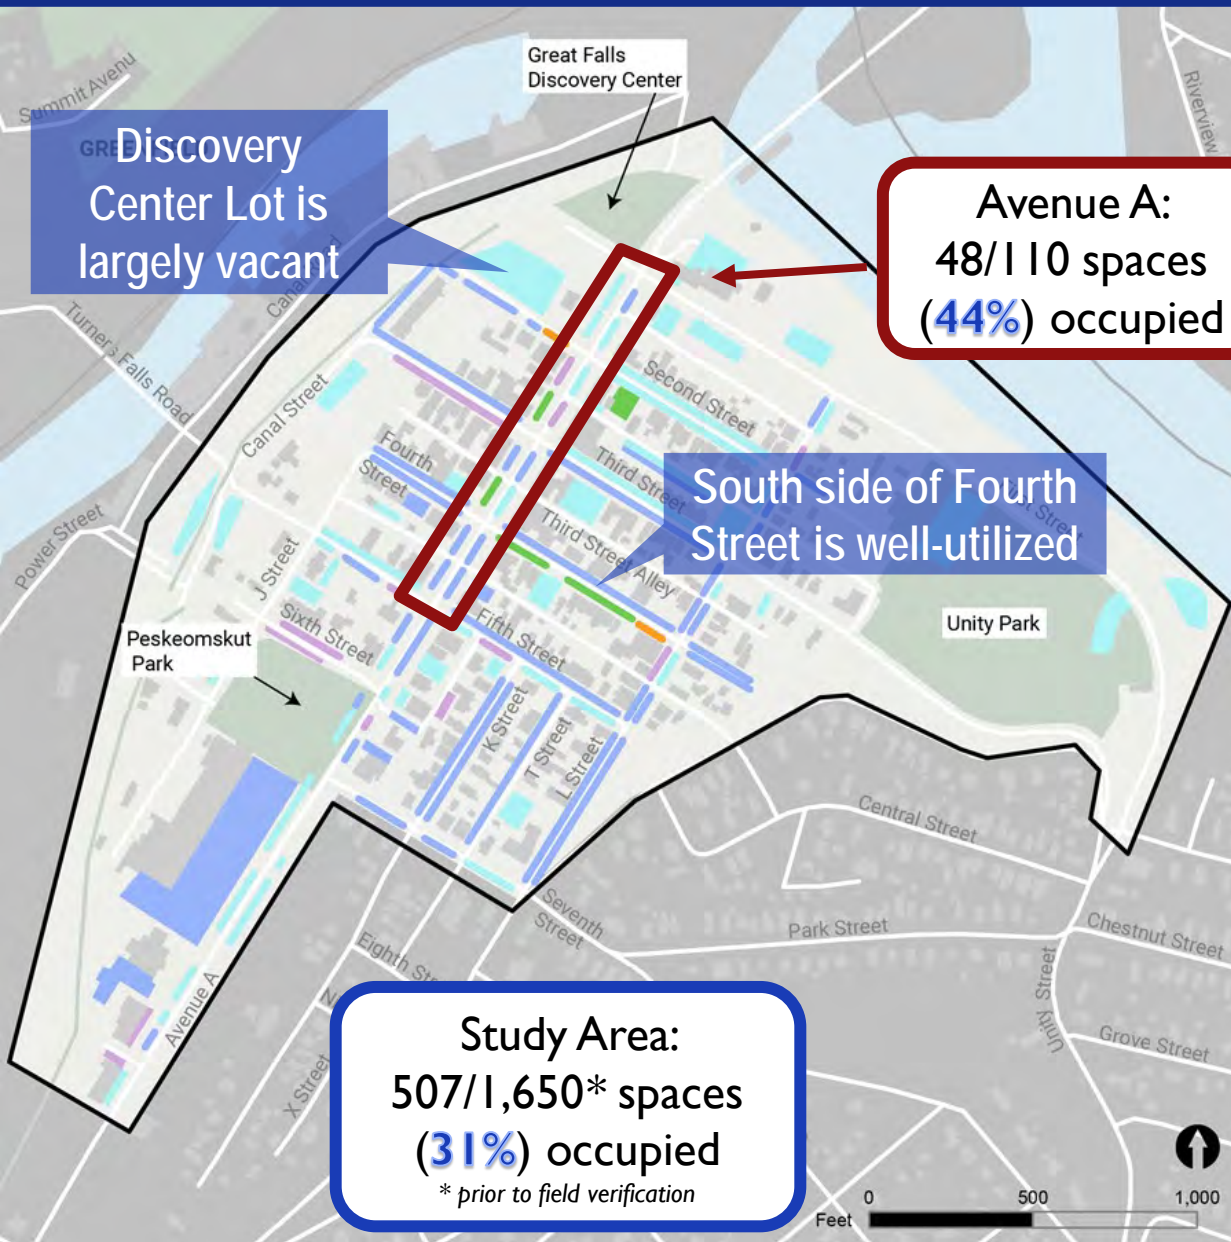 Great Falls
Discovery Center
Summit Avenu
Riverview
Discovery
Center Lot is
largely vacant
Avenue A:
48/110 spaces
(44%) occupied
Turner's Falls Road
Canal Street
Second Street
Third Street
Fourth
Street
South side of Fourth
Street is well-utilized
Third Street Alley
Power Street
J Street
Fifth Street
Sixth Street
Unity Park
Peskeomskut
Park
K Street
T Street
L Street
Central Street
Seventh
Street
Park Street
Chestnut Street
Eighth Str
Avenue A
X Street
Unity Street
Grove Street
Study Area:
507/1,650* spaces
(31%) occupied
* prior to field verification
0 500 1,000
Feet